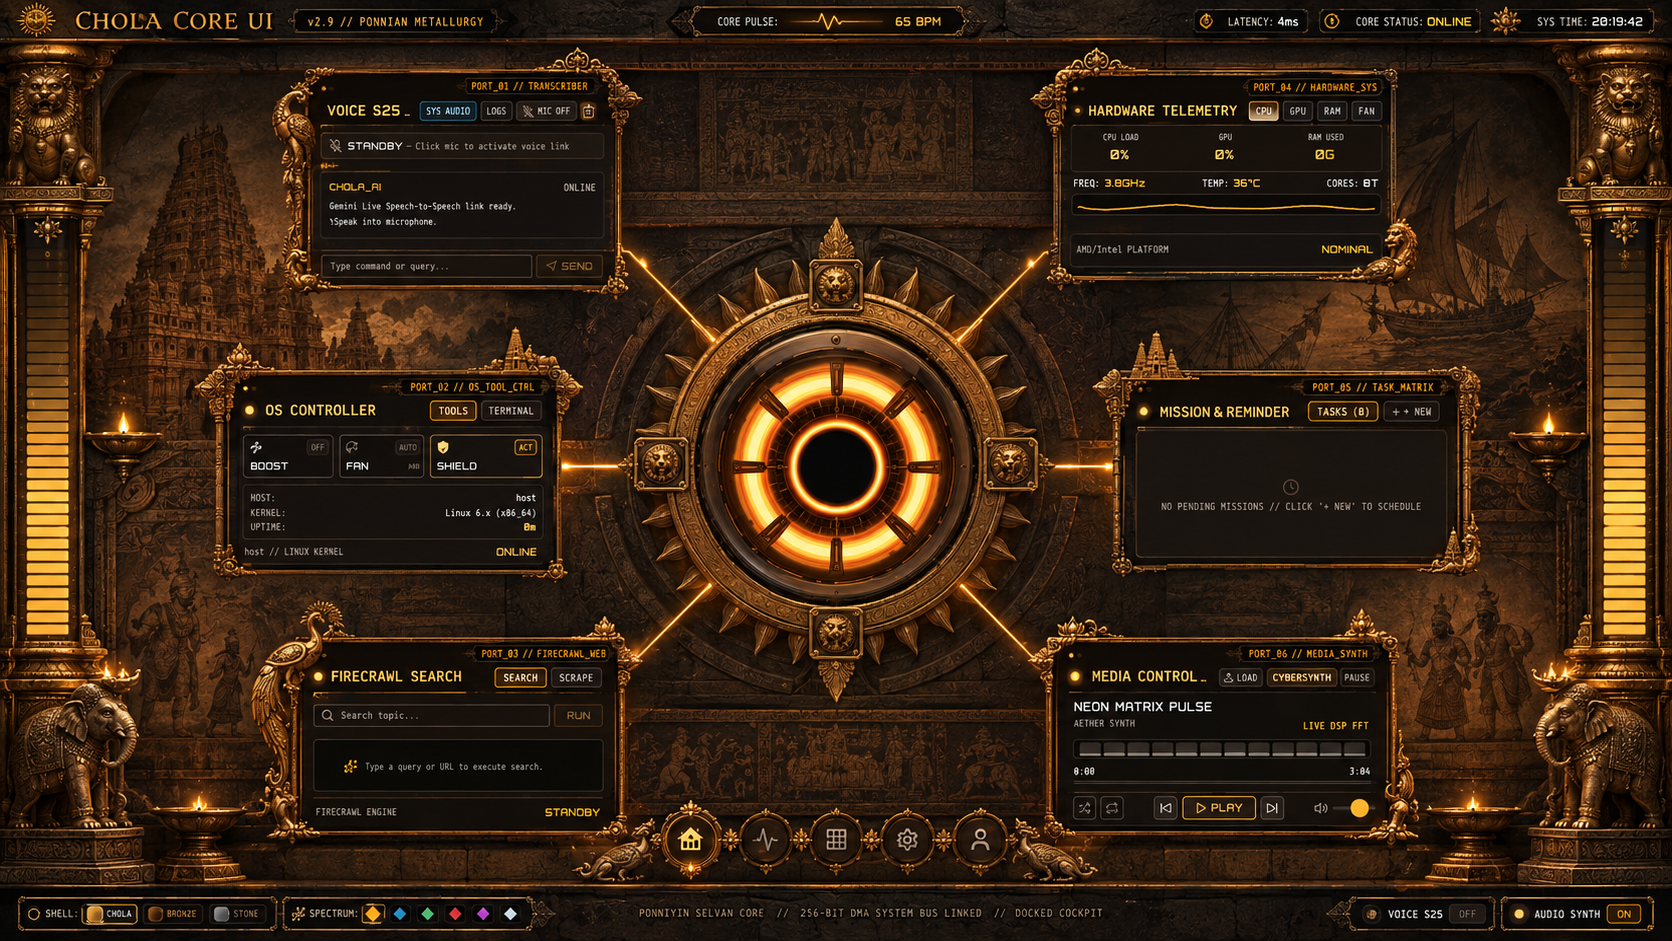 CHOLA CORE UI
v2.9 // PONNIAN METALLURGY
CORE PULSE: 65 BPM
LATENCY: 4ms
CORE STATUS: ONLINE
SYS TIME: 20:19:42
PORT_01 // TRANSCRIBER
VOICE S25 ..
SYS AUDIO
LOGS
MIC OFF
STANDBY – Click mic to activate voice link
CHOLA_AI
ONLINE
Gemini Live Speech-to-Speech link ready.
Speak into microphone.
Type command or query...
SEND
PORT_04 // HARDWARE_SYS
HARDWARE TELEMETRY
CPU
GPU
RAM
FAN
CPU LOAD
GPU
RAM USED
0%
0%
0G
FREQ: 3.8GHz
TEMP: 36°C
CORES: 8T
AMD/Intel PLATFORM
NOMINAL
PORT_02 // OS_TOOL_CTRL
OS CONTROLLER
TOOLS
TERMINAL
OFF
BOOST
AUTO
FAN
ACT
SHIELD
HOST: host
KERNEL: Linux 6.x (x86_64)
UPTIME: 0m
host // LINUX KERNEL
ONLINE
PORT_05 // TASK_MATRIX
MISSION & REMINDER
TASKS (0)
+ + NEW
NO PENDING MISSIONS // CLICK '+ NEW' TO SCHEDULE
PORT_03 // FIRECRAWL_WEB
FIRECRAWL SEARCH
SEARCH
SCRAPE
Search topic...
RUN
Type a query or URL to execute search.
FIRECRAWL ENGINE
STANDBY
PORT_06 // MEDIA_SYNTH
MEDIA CONTROL ..
LOAD
CYBERSYNTH
PAUSE
NEON MATRIX PULSE
AETHER SYNTH
LIVE DSP FFT
0:00
3:04
PLAY
SHELL:
CHOLA
BRONZE
STONE
SPECTRUM:
PONNIYIN SELVAN CORE // 256-BIT DMA SYSTEM BUS LINKED // DOCKED COCKPIT
VOICE S25 OFF
AUDIO SYNTH ON